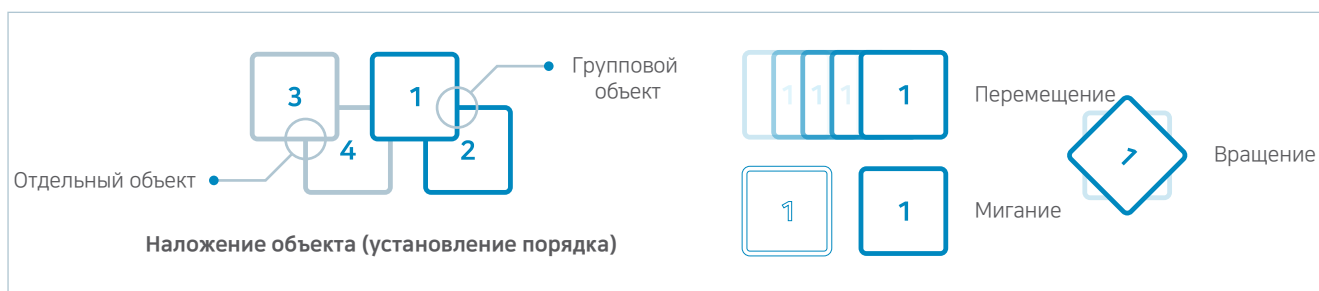 3
1
4
2
Групповой
объект
Отдельный объект
Наложение объекта (установление порядка)
1
1
1
1
Перемещение
1
1
Мигание
1
Вращение